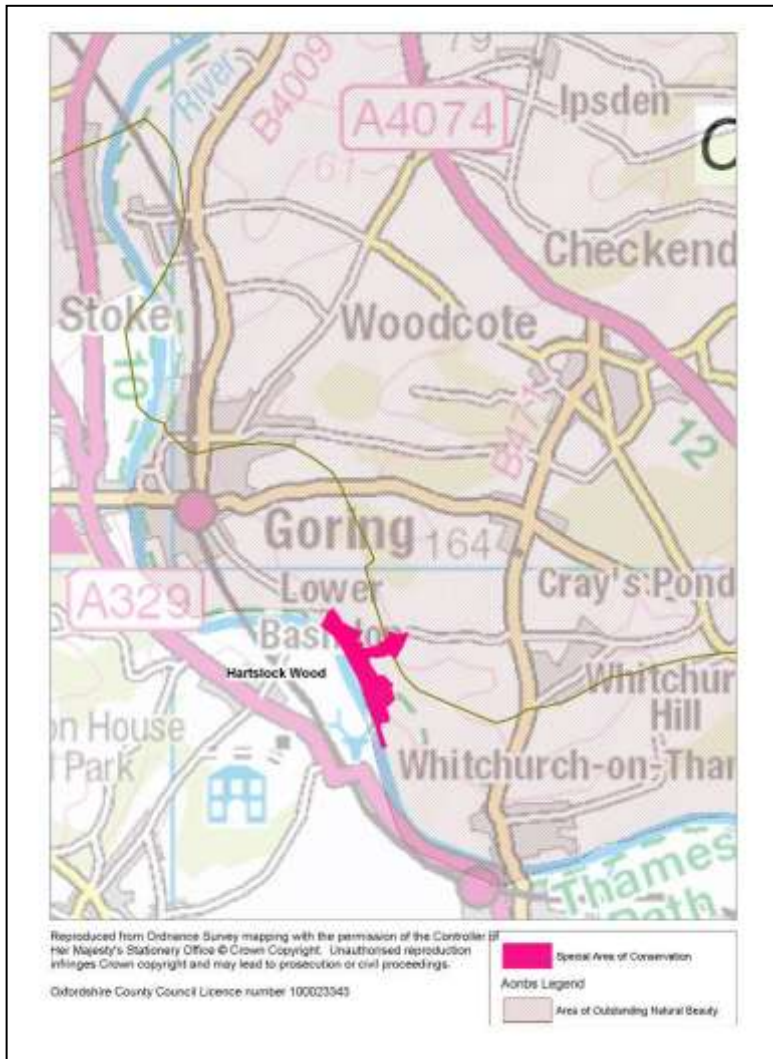 79
Ipsden
River
B4009
A4074
61
C
Checkend
Stoke
Woodcote
10
B471
12
Goring
164
Lower
Cray's Pond
A329
Hartslock Wood
Whitchur
Hill
on House
Park
Whitchurch-on-Than
Thames
Path
Reproduced from Ordnance Survey mapping with the permission of the Controller of
Her Majesty's Stationery Office © Crown Copyright. Unauthorised reproduction
infringes Crown copyright and may lead to prosecution or civil proceedings.
Oxfordshire County Council Licence number 100023343
Special Area of Conservation
Aonbs Legend
Area of Outstanding Natural Beauty